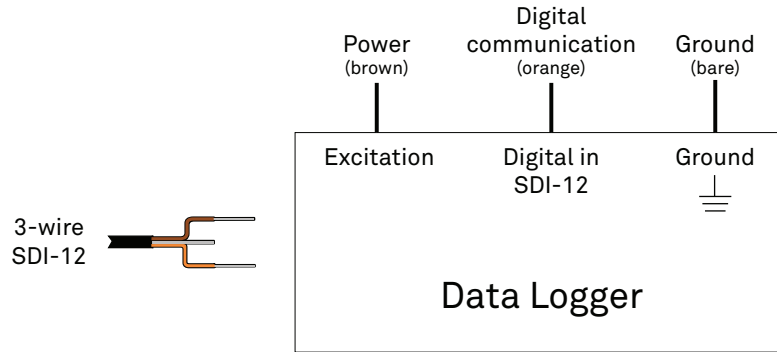 Power
(brown)
Digital
communication
(orange)
Ground
(bare)
Excitation
Digital in
SDI-12
Ground
3-wire
SDI-12
Data Logger